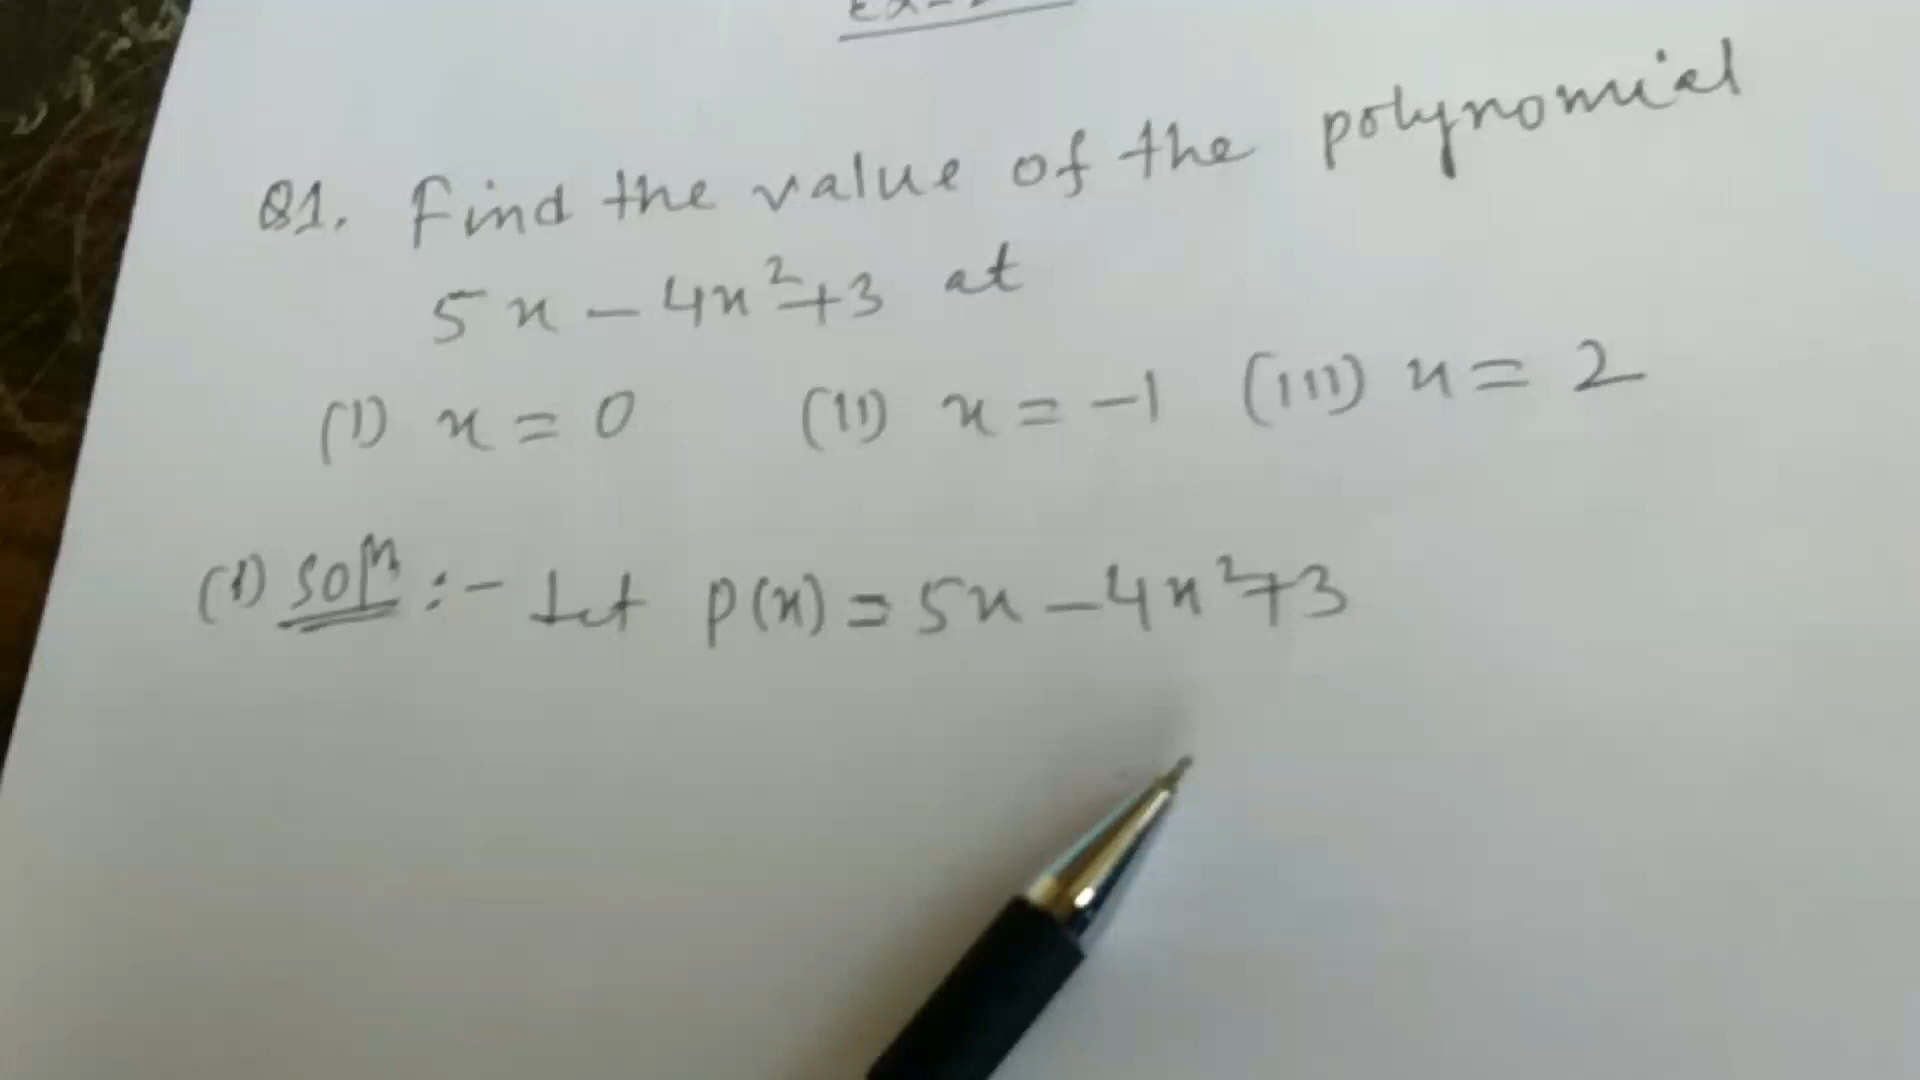 Q1. Find the value of the polynomial
5x - 4x²+3 at
(I) x = 0 (II) x = -1 (III) x = 2
(I) Solⁿ :- Let p(x) = 5x - 4x²+3